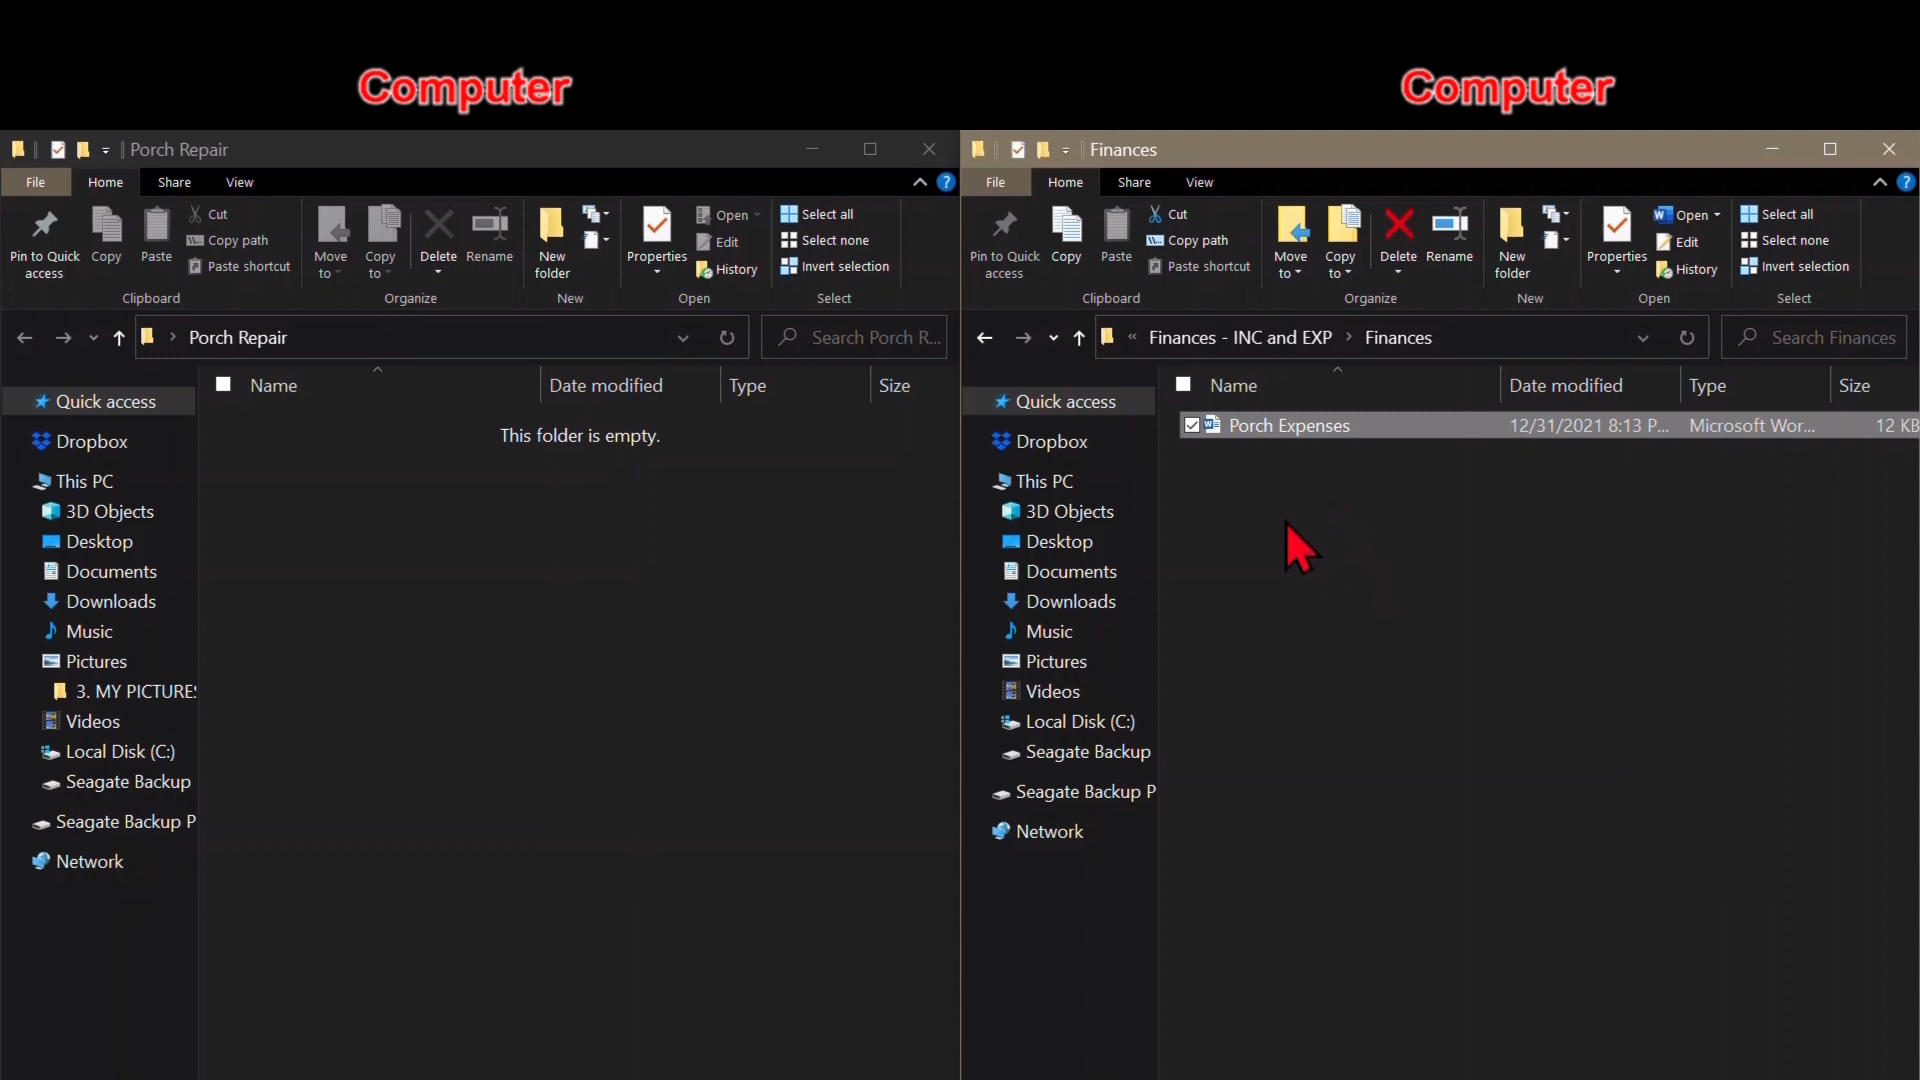 Computer
Computer
Porch Repair
File Home Share View
Pin to Quick access
Copy
Paste
Cut
Copy path
Paste shortcut
Clipboard
Move to
Copy to
Delete
Rename
Organize
New folder
New
Properties
Open
Edit
History
Open
Select all
Select none
Invert selection
Select
Porch Repair
Search Porch R...
Name Date modified Type Size
This folder is empty.
Quick access
Dropbox
This PC
3D Objects
Desktop
Documents
Downloads
Music
Pictures
3. MY PICTURES
Videos
Local Disk (C:)
Seagate Backup
Seagate Backup P
Network
Finances
File Home Share View
Pin to Quick access
Copy
Paste
Cut
Copy path
Paste shortcut
Clipboard
Move to
Copy to
Delete
Rename
Organize
New folder
New
Properties
Open
Edit
History
Open
Select all
Select none
Invert selection
Select
« Finances - INC and EXP › Finances
Search Finances
Name Date modified Type Size
Porch Expenses 12/31/2021 8:13 P... Microsoft Wor... 12 KB
Quick access
Dropbox
This PC
3D Objects
Desktop
Documents
Downloads
Music
Pictures
Videos
Local Disk (C:)
Seagate Backup
Seagate Backup P
Network